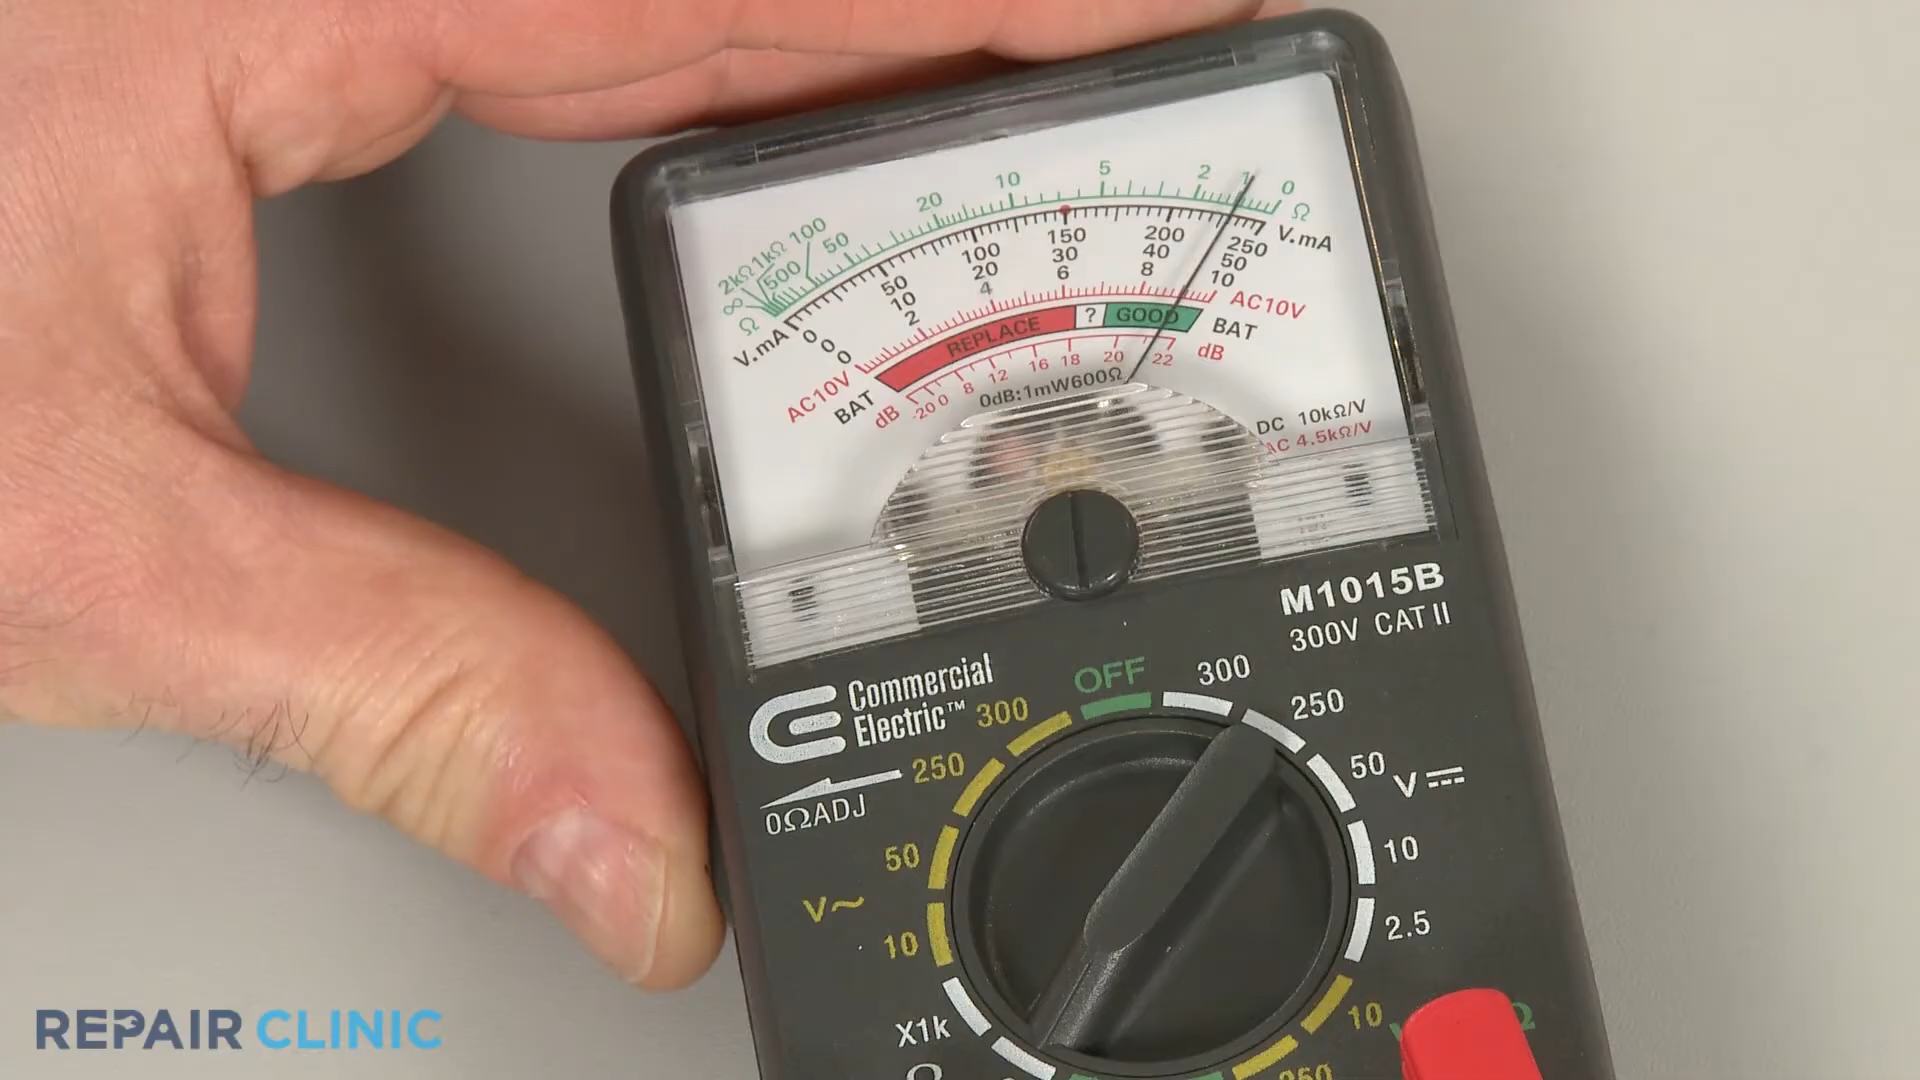 0 1 2 5 10 20 50 100 500 1kΩ 2kΩ ∞
Ω Ω
V.mA 0 50 100 150 200 250 V.mA
0 10 20 30 40 50
0 2 4 6 8 10
AC10V AC10V
BAT REPLACE ? GOOD BAT
dB -20 0 8 12 16 18 20 22 dB
0dB:1mW600Ω
DC 10kΩ/V
AC 4.5kΩ/V
M1015B
300V CAT II
Commercial
Electric™
0ΩADJ
OFF
300
250
50
10
2.5
V⎓
300
250
50
10
V~
X1k
Ω
10
250
REPAIR CLINIC